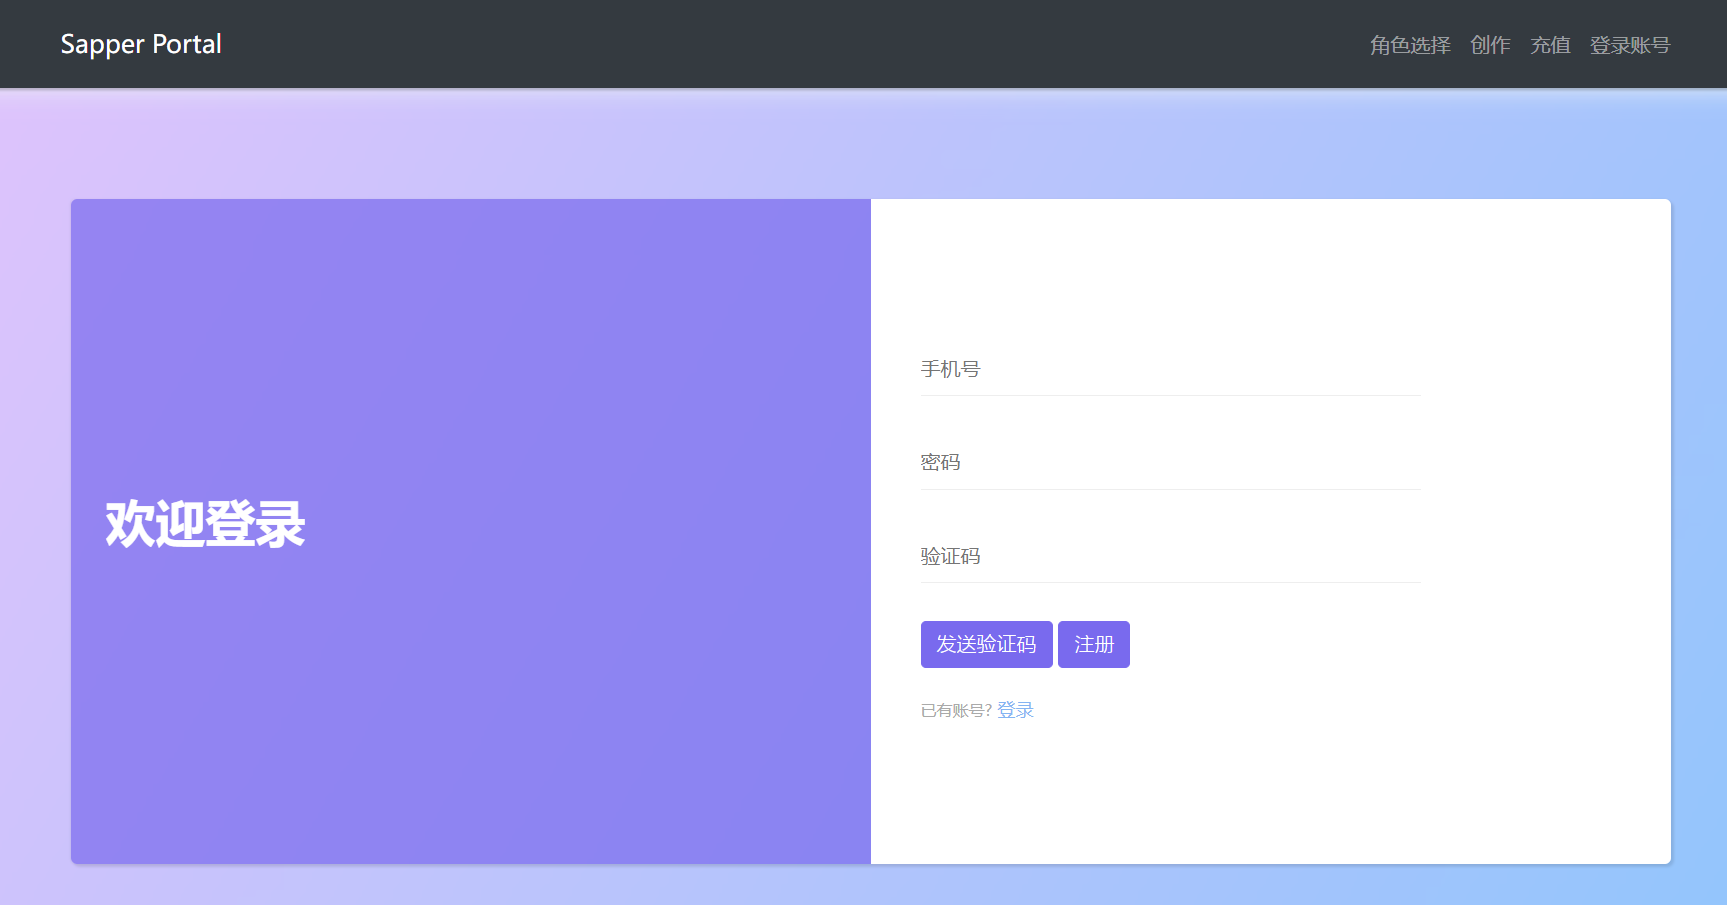 Sapper Portal
角色选择 创作 充值 登录账号
欢迎登录
手机号
密码
验证码
发送验证码 注册
已有账号? 登录